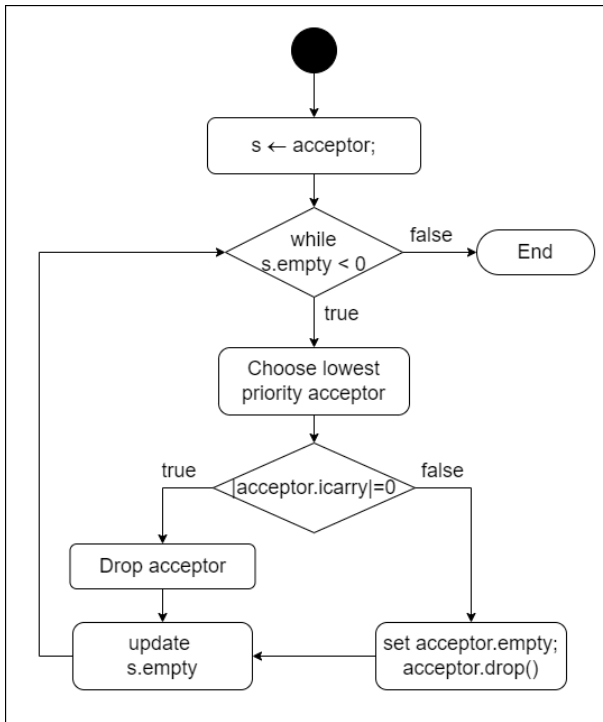 s ← acceptor;
while
s.empty < 0
false
End
true
Choose lowest
priority acceptor
true
|acceptor.icarry|=0
false
Drop acceptor
update
s.empty
set acceptor.empty;
acceptor.drop()